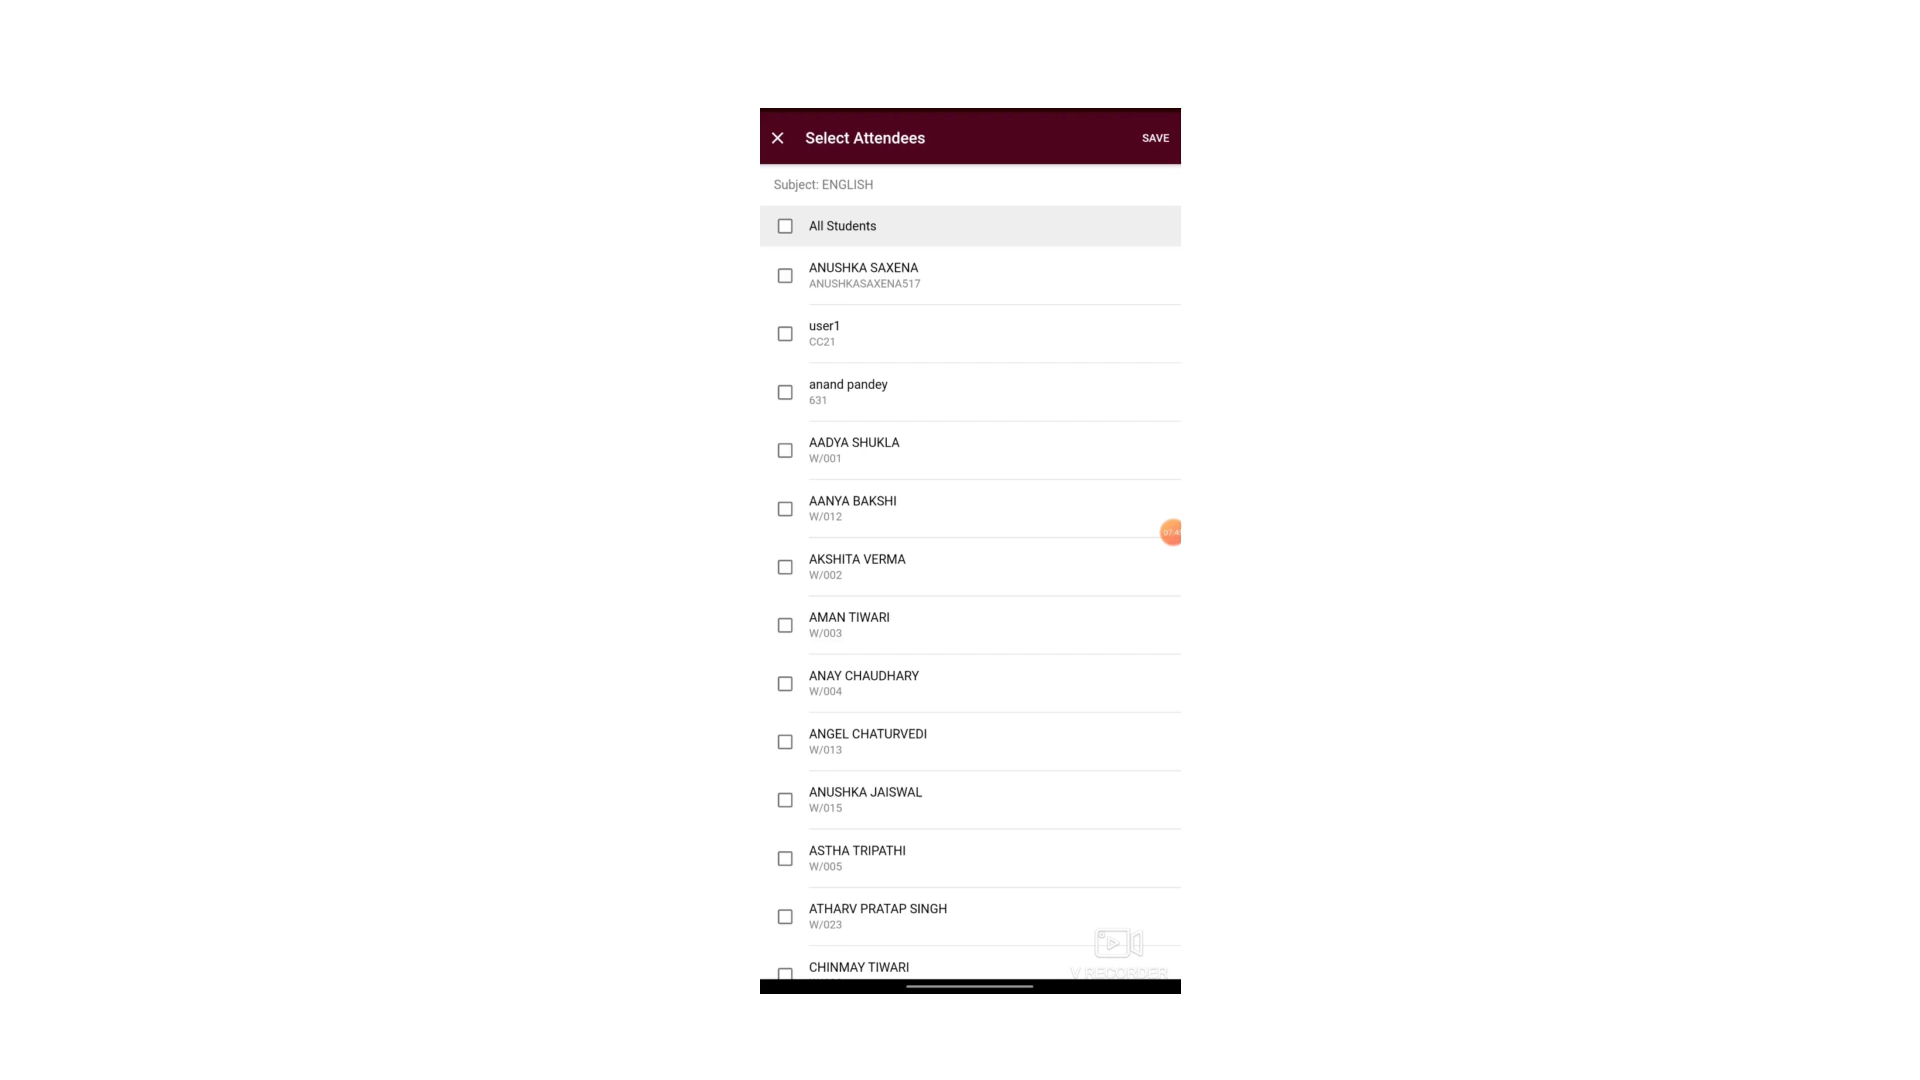 Select Attendees
SAVE
Subject: ENGLISH
All Students
ANUSHKA SAXENA
ANUSHKASAXENA517
user1
CC21
anand pandey
631
AADYA SHUKLA
W/001
AANYA BAKSHI
W/012
AKSHITA VERMA
W/002
AMAN TIWARI
W/003
ANAY CHAUDHARY
W/004
ANGEL CHATURVEDI
W/013
ANUSHKA JAISWAL
W/015
ASTHA TRIPATHI
W/005
ATHARV PRATAP SINGH
W/023
CHINMAY TIWARI
V RECORDER